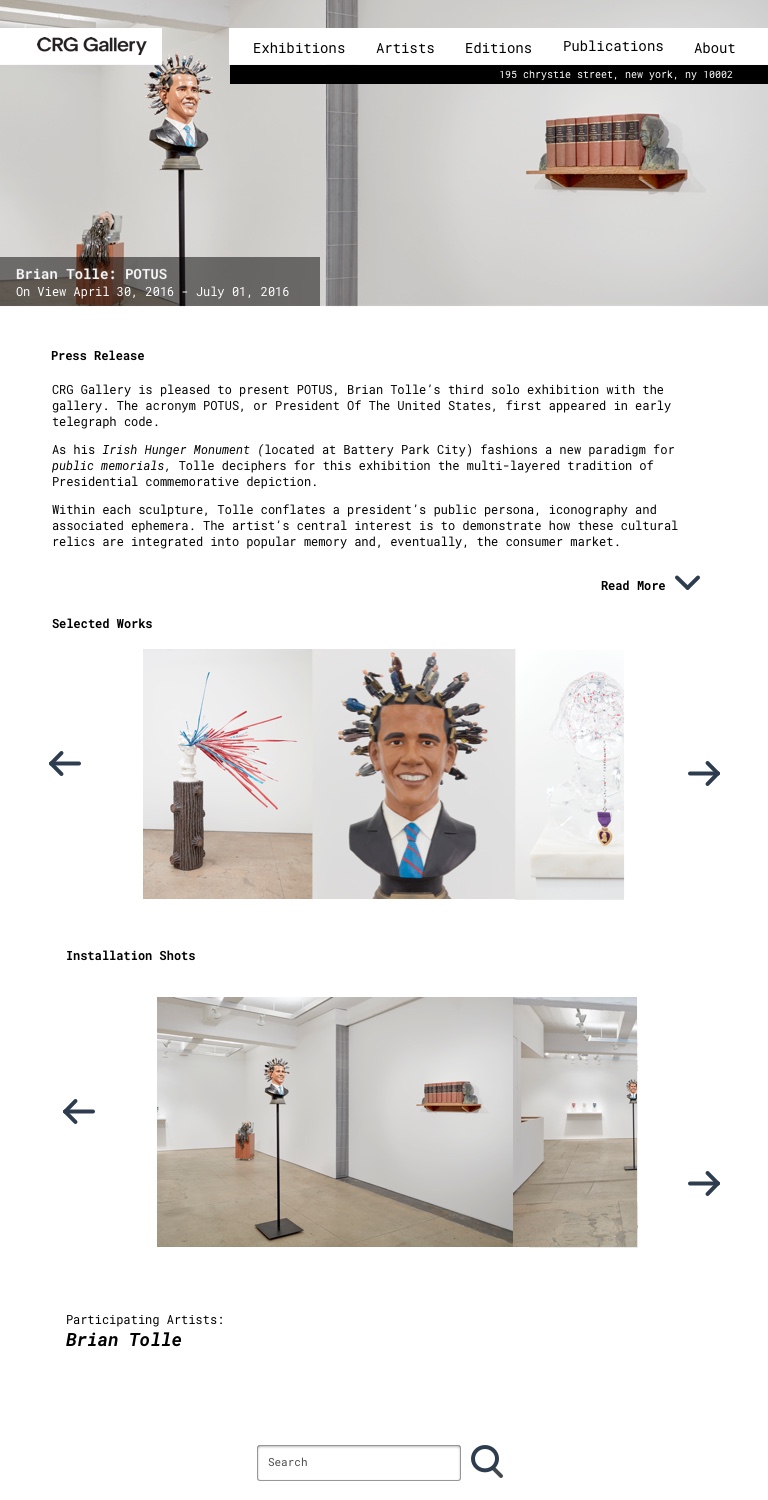 CRG Gallery
Exhibitions Artists Editions Publications About
195 chrystie street, new york, ny 10002
Brian Tolle: POTUS
On View April 30, 2016 - July 01, 2016
Press Release
CRG Gallery is pleased to present POTUS, Brian Tolle’s third solo exhibition with the
gallery. The acronym POTUS, or President Of The United States, first appeared in early
telegraph code.
As his Irish Hunger Monument (located at Battery Park City) fashions a new paradigm for
public memorials, Tolle deciphers for this exhibition the multi-layered tradition of
Presidential commemorative depiction.
Within each sculpture, Tolle conflates a president’s public persona, iconography and
associated ephemera. The artist’s central interest is to demonstrate how these cultural
relics are integrated into popular memory and, eventually, the consumer market.
Read More
Selected Works
Installation Shots
Participating Artists:
Brian Tolle
Search